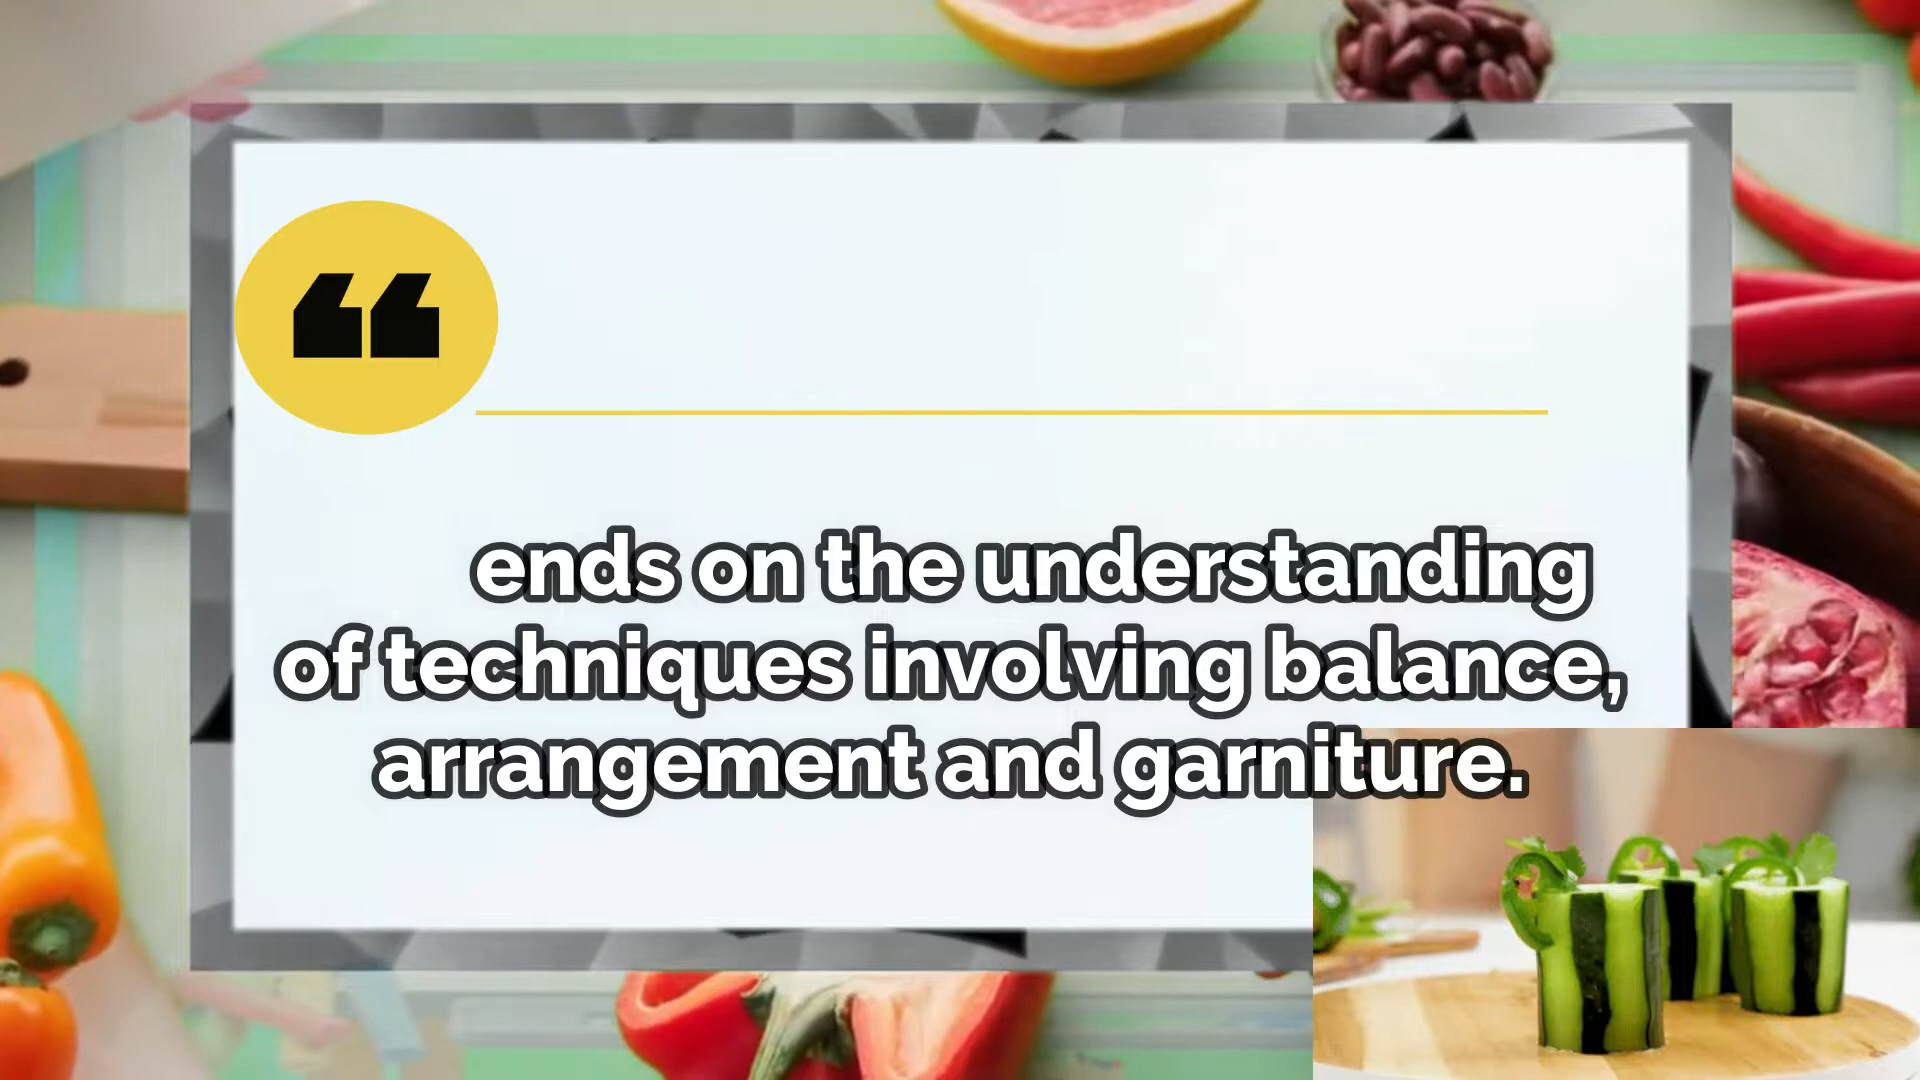 ❝
ends on the understanding
of techniques involving balance,
arrangement and garniture.